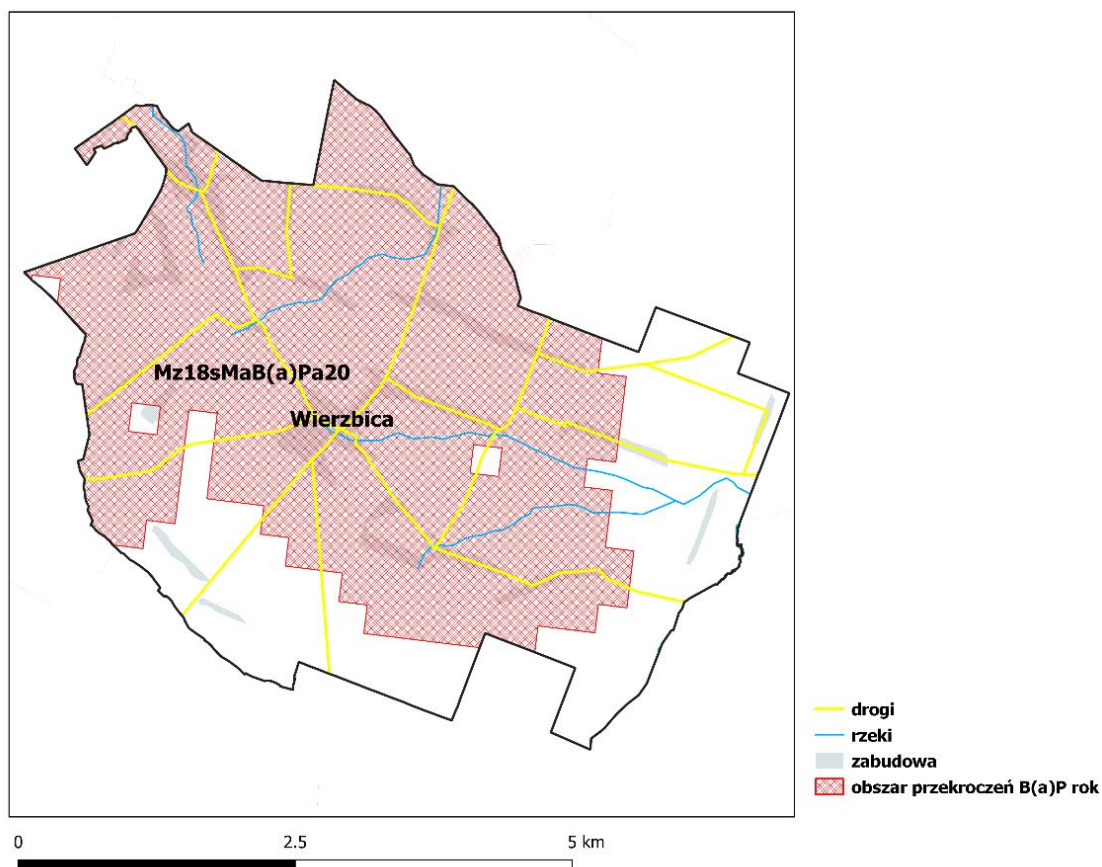 Mz18sMaB(a)Pa20
Wierzbica
drogi
rzeki
zabudowa
obszar przekroczeń B(a)P rok
0 2.5 5 km